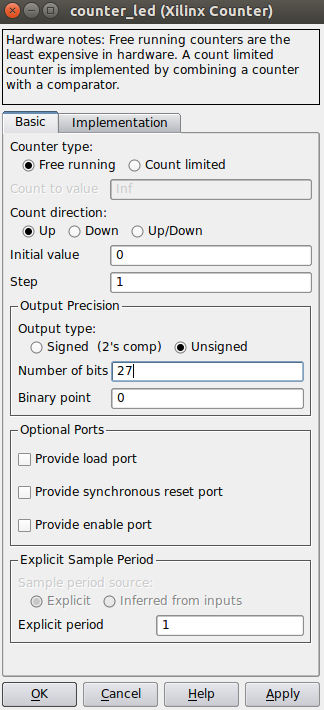 counter_led (Xilinx Counter)
Hardware notes: Free running counters are the
least expensive in hardware. A count limited
counter is implemented by combining a counter
with a comparator.
Basic Implementation
Counter type:
Free running Count limited
Count to value Inf
Count direction:
Up Down Up/Down
Initial value 0
Step 1
Output Precision
Output type:
Signed (2's comp) Unsigned
Number of bits 27
Binary point 0
Optional Ports
Provide load port
Provide synchronous reset port
Provide enable port
Explicit Sample Period
Sample period source:
Explicit Inferred from inputs
Explicit period 1
OK Cancel Help Apply